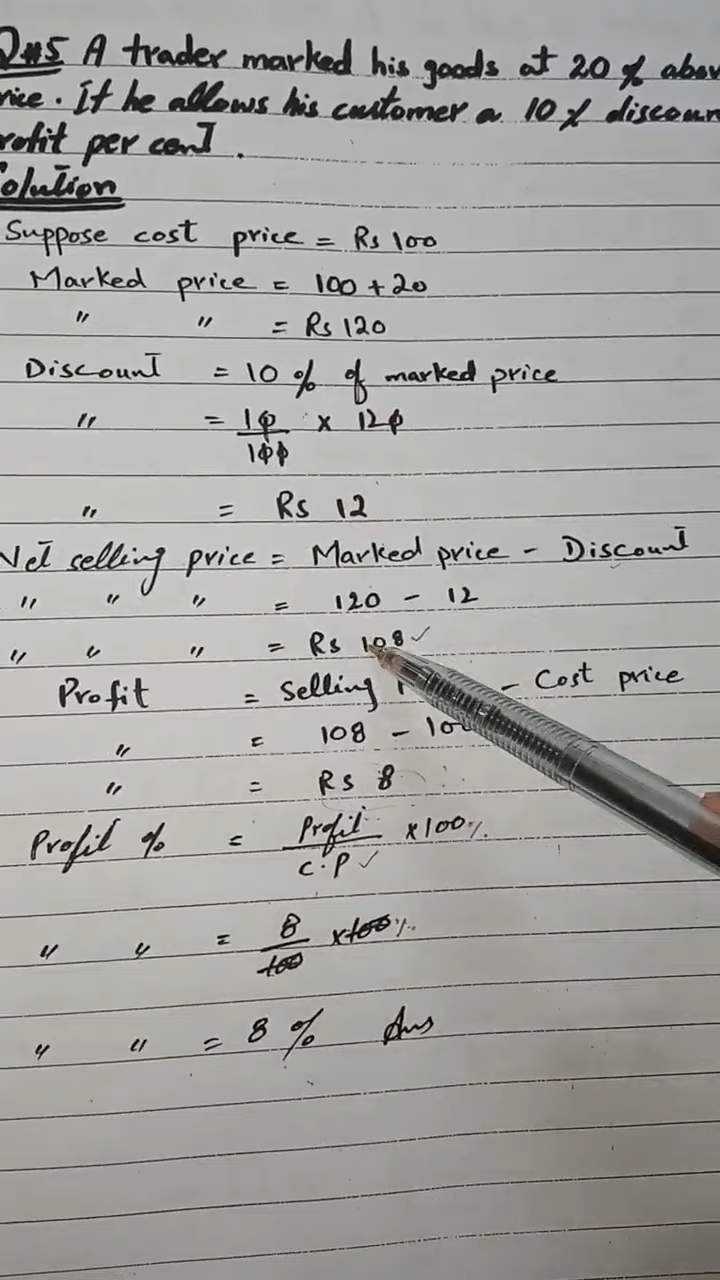 Q#5 A trader marked his goods at 20 % abov
rice. If he allows his customer a 10 % discoun
rofit per cent.
olution
Suppose cost price = Rs 100
Marked price = 100 + 20
" " = Rs 120
Discount = 10 % of marked price
" = 10/100 x 120
" = Rs 12
Net selling price = Marked price - Discount
" " " = 120 - 12
" " " = Rs 108 ✓
Profit = Selling - Cost price
" = 108 - 10
" = Rs 8
Profit % = Profit/C.P ✓ x100%
" " = 8/100 x100%
" " = 8 % Ans